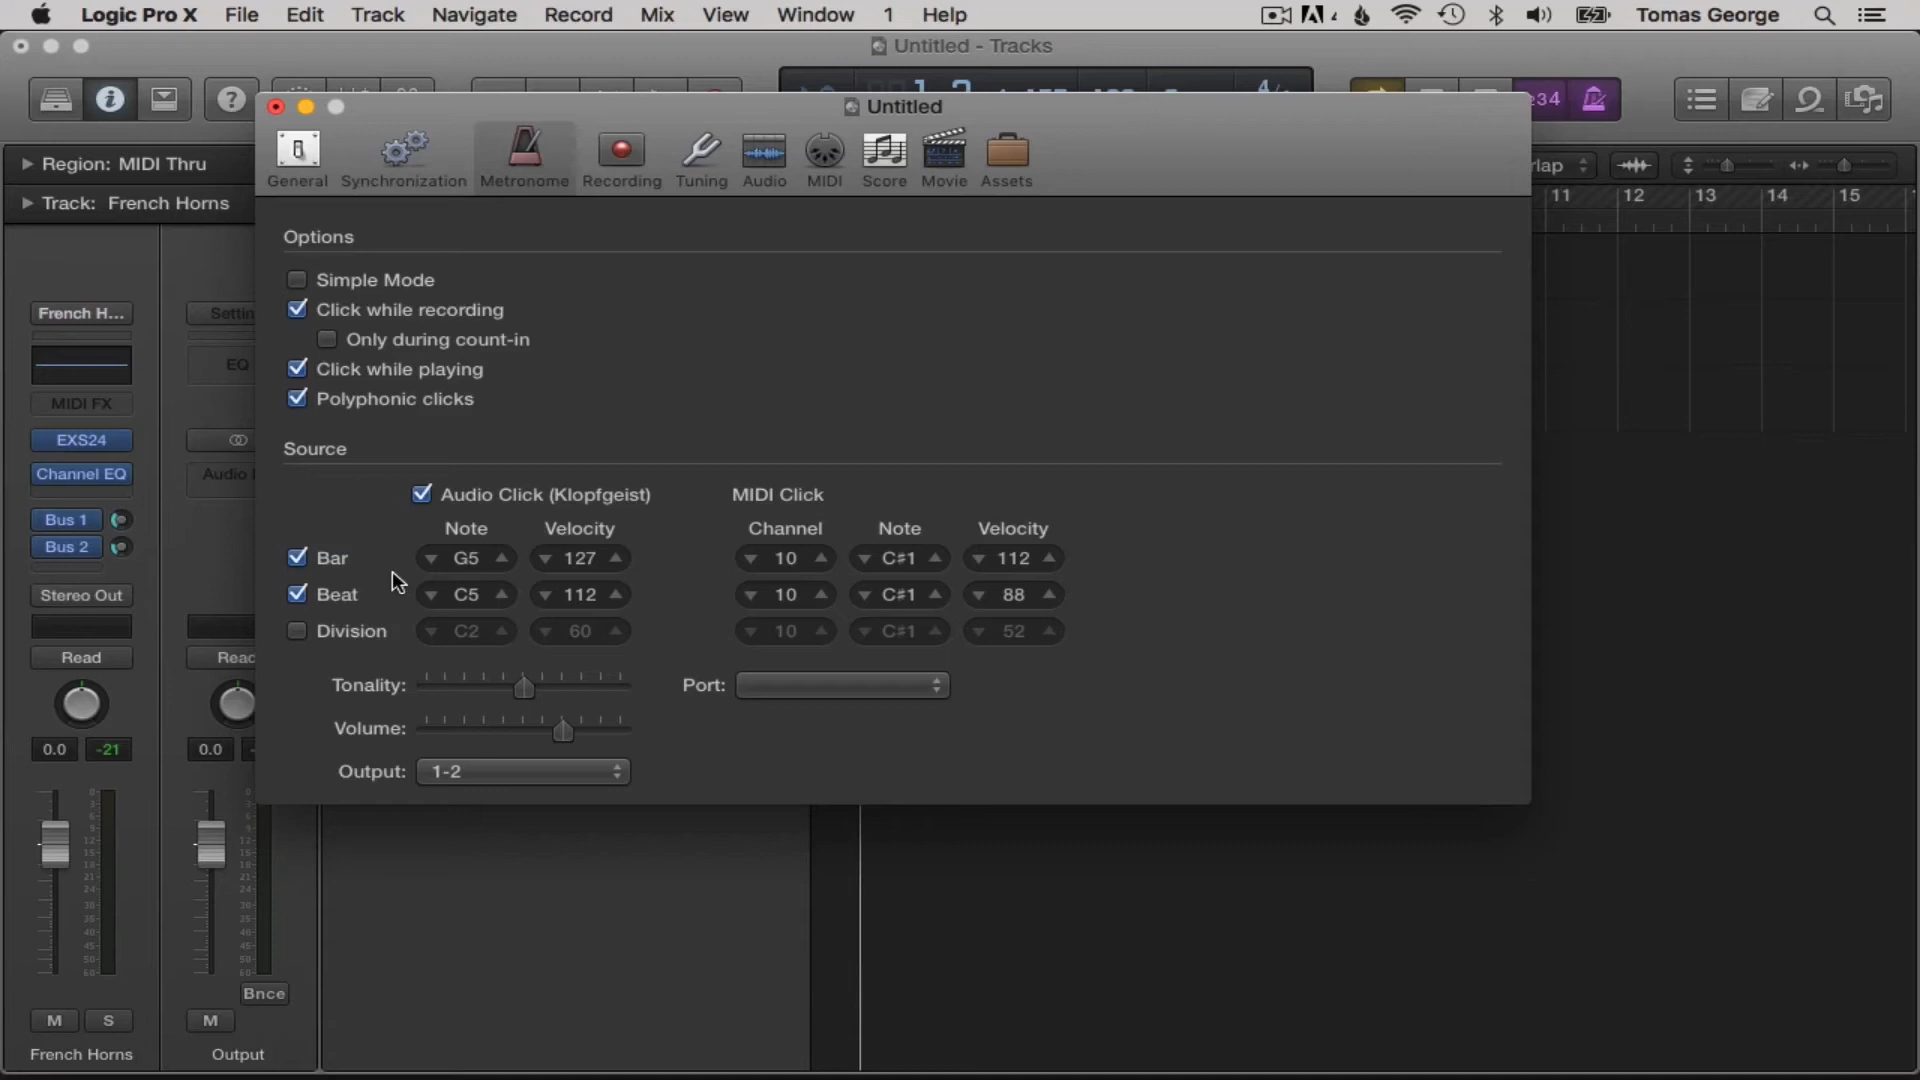 Logic Pro X File Edit Track Navigate Record Mix View Window 1 Help Tomas George
Untitled - Tracks
Untitled
General Synchronization Metronome Recording Tuning Audio MIDI Score Movie Assets
Region: MIDI Thru
Track: French Horns
11 12 13 14 15
Options
Simple Mode
Click while recording
Only during count-in
Click while playing
Polyphonic clicks
Source
Audio Click (Klopfgeist) MIDI Click
Note Velocity Channel Note Velocity
Bar G5 127 10 C#1 112
Beat C5 112 10 C#1 88
Division C2 60 10 C#1 52
Tonality: Port:
Volume:
Output: 1-2
French H...
MIDI FX
EXS24
Channel EQ
Bus 1
Bus 2
Stereo Out
Read
0.0 -21
M S
French Horns
EQ
0.0
Bnce
M
Output